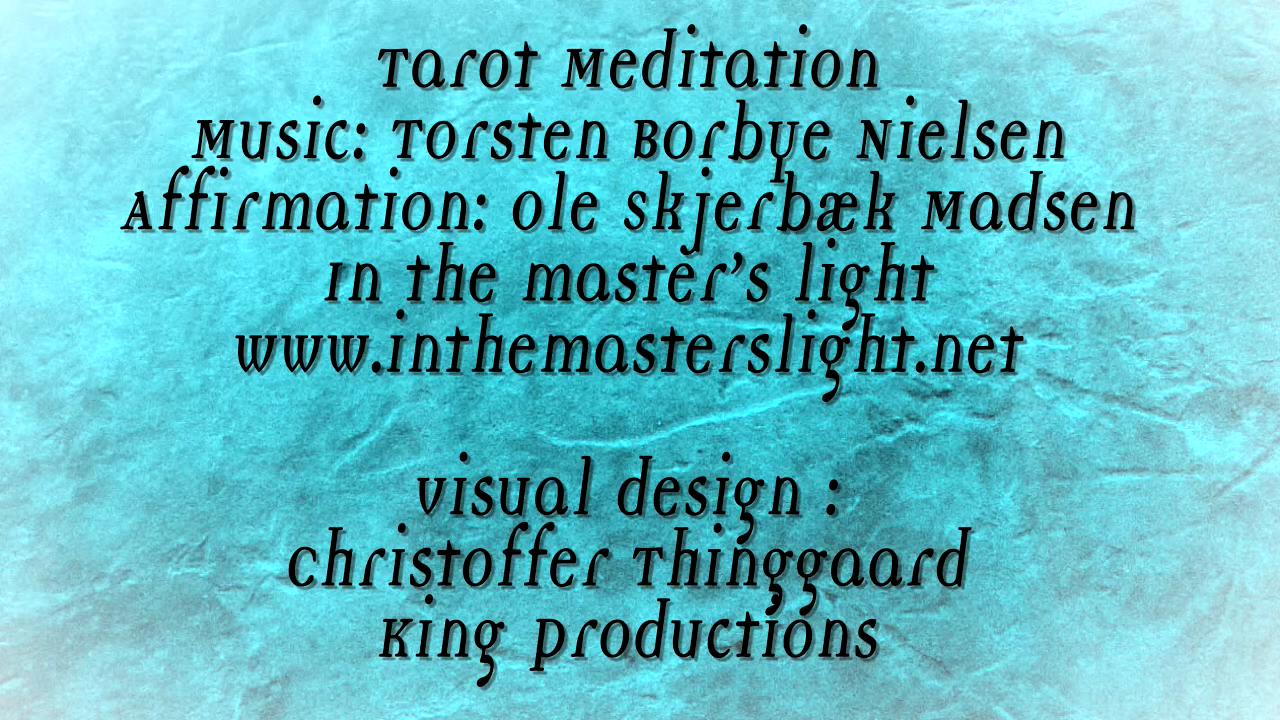 Tarot Meditation
Music: Torsten Borbye Nielsen
Affirmation: Ole Skjerbæk Madsen
In the master's light
www.inthemasterslight.net
visual design :
Christoffer Thinggaard
King productions